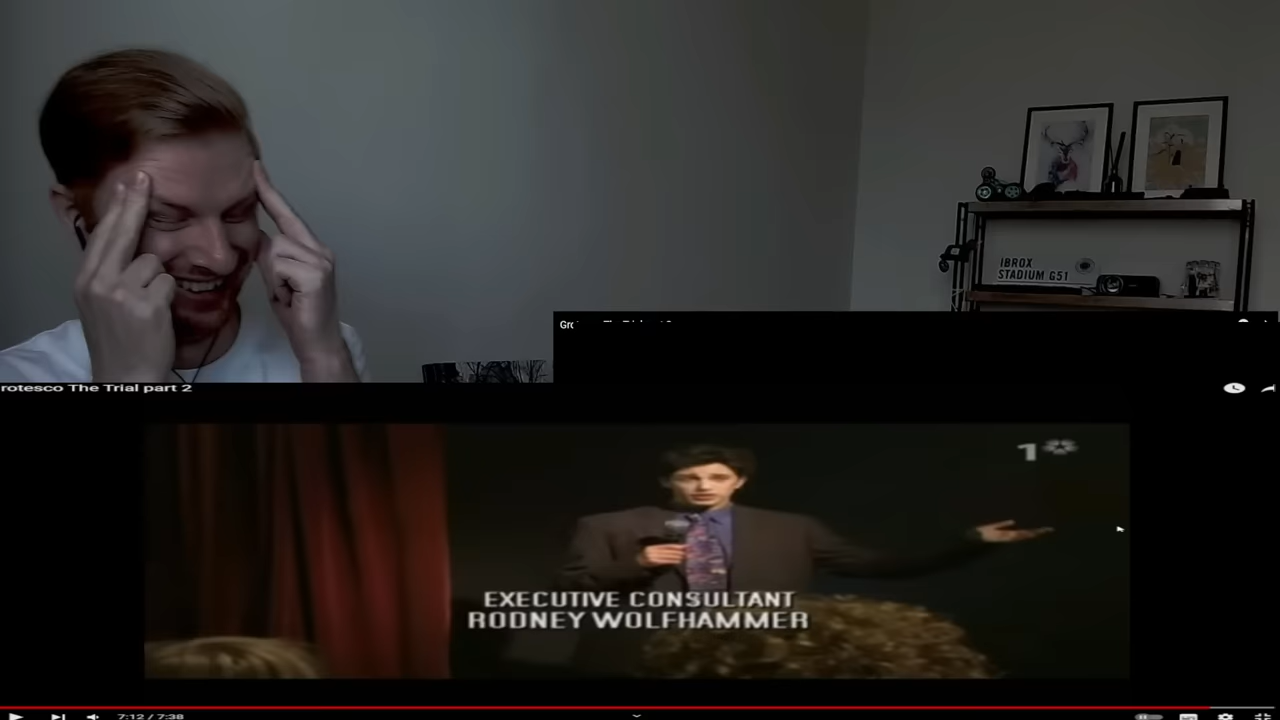 IBROX
STADIUM G51
rotesco The Trial part 2
1
EXECUTIVE CONSULTANT
RODNEY WOLFHAMMER
7:12 / 7:38